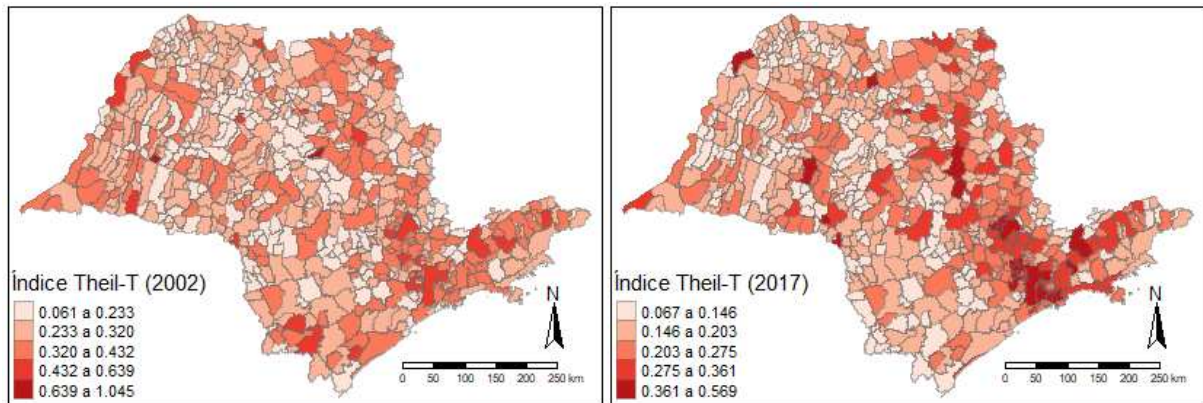 Índice Theil-T (2002)
0.061 a 0.233
0.233 a 0.320
0.320 a 0.432
0.432 a 0.639
0.639 a 1.045
N
0 50 100 150 200 250 km
Índice Theil-T (2017)
0.067 a 0.146
0.146 a 0.203
0.203 a 0.275
0.275 a 0.361
0.361 a 0.569
N
0 50 100 150 200 250 km